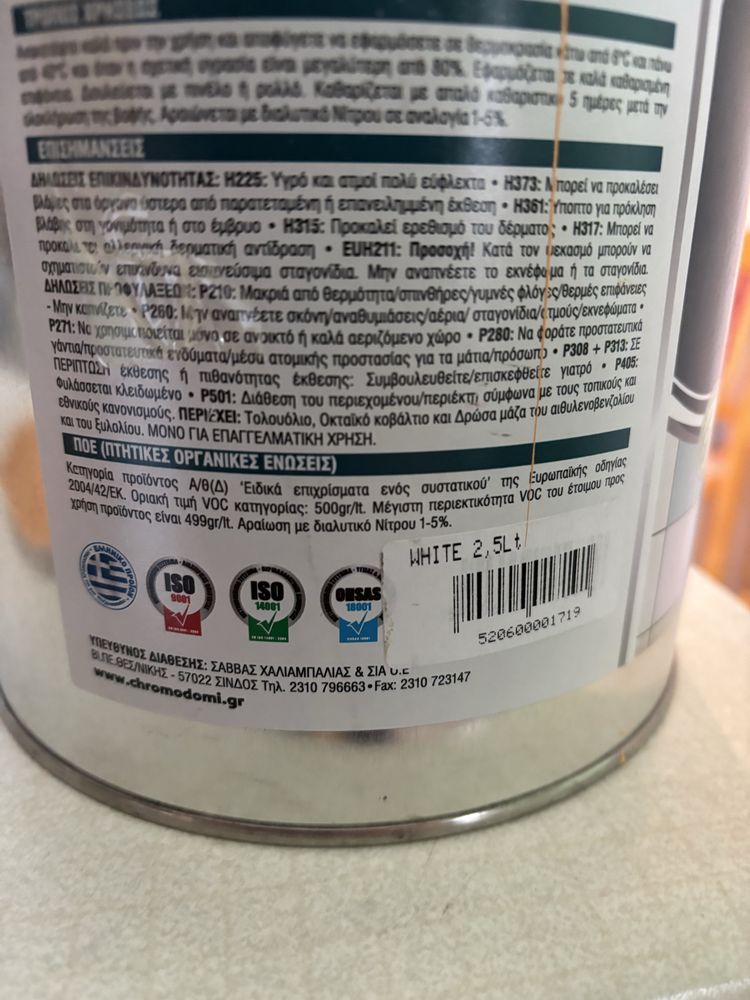 ΤΡΟΠΟΣ ΧΡΗΣΗΣ
Αναταράξτε καλά πριν την χρήση και αποφύγετε να εφαρμόσετε σε θερμοκρασία κάτω από 6°C και πάνω
από 40°C και όταν η σχετική υγρασία είναι μεγαλύτερη από 80%. Εφαρμόζεται σε καλά καθαρισμένη
επιφάνεια. Δουλεύεται με πινέλο ή ρολλό. Καθαρίζεται με απαλό καθαριστικό 5 ημέρες μετά την
ολοκλήρωση της βαφής. Αραιώνεται με διαλυτικό Νίτρου σε αναλογία 1-5%.
ΕΠΙΣΗΜΑΝΣΕΙΣ
ΔΗΛΩΣΕΙΣ ΕΠΙΚΙΝΔΥΝΟΤΗΤΑΣ: H225: Υγρό και ατμοί πολύ εύφλεκτα • H373: Μπορεί να προκαλέσει
βλάβες στα όργανα ύστερα από παρατεταμένη ή επανειλημμένη έκθεση • H361: Ύποπτο για πρόκληση
βλάβης στη γονιμότητα ή στο έμβρυο • H315: Προκαλεί ερεθισμό του δέρματος • H317: Μπορεί να
προκαλέσει αλλεργική δερματική αντίδραση • EUH211: Προσοχή! Κατά τον ψεκασμό μπορούν να
σχηματιστούν επικίνδυνα εισπνεύσιμα σταγονίδια. Μην αναπνέετε το εκνέφωμα ή τα σταγονίδια.
ΔΗΛΩΣΕΙΣ ΠΡΟΦΥΛΑΞΕΩΝ: P210: Μακριά από θερμότητα/σπινθήρες/γυμνές φλόγες/θερμές επιφάνειες
- Μην καπνίζετε • P260: Μην αναπνέετε σκόνη/αναθυμιάσεις/αέρια/ σταγονίδια/ατμούς/εκνεφώματα •
P271: Να χρησιμοποιείται μόνο σε ανοικτό ή καλά αεριζόμενο χώρο • P280: Να φοράτε προστατευτικά
γάντια/προστατευτικά ενδύματα/μέσα ατομικής προστασίας για τα μάτια/πρόσωπο • P308 + P313: ΣΕ
ΠΕΡΙΠΤΩΣΗ έκθεσης ή πιθανότητας έκθεσης: Συμβουλευθείτε/επισκεφθείτε γιατρό • P405:
Φυλάσσεται κλειδωμένο • P501: Διάθεση του περιεχομένου/περιέκτη σύμφωνα με τους τοπικούς και
εθνικούς κανονισμούς. ΠΕΡΙΕΧΕΙ: Τολουόλιο, Οκταϊκό κοβάλτιο και Δρώσα μάζα του αιθυλενοβενζολίου
και του ξυλολίου. ΜΟΝΟ ΓΙΑ ΕΠΑΓΓΕΛΜΑΤΙΚΗ ΧΡΗΣΗ.
ΠΟΕ (ΠΤΗΤΙΚΕΣ ΟΡΓΑΝΙΚΕΣ ΕΝΩΣΕΙΣ)
Κατηγορία προϊόντος Α/θ(Δ) ‘Ειδικά επιχρίσματα ενός συστατικού’ της Ευρωπαϊκής οδηγίας
2004/42/ΕΚ. Οριακή τιμή VOC κατηγορίας: 500gr/lt. Μέγιστη περιεκτικότητα VOC του έτοιμου προς
χρήση προϊόντος είναι 499gr/lt. Αραίωση με διαλυτικό Νίτρου 1-5%.
ΕΛΛΗΝΙΚΟ ΠΡΟΪΟΝ
ISO
9001
ISO
14001
OHSAS
18001
WHITE 2,5Lt
520600001719
ΥΠΕΥΘΥΝΟΣ ΔΙΑΘΕΣΗΣ: ΣΑΒΒΑΣ ΧΑΛΙΑΜΠΑΛΙΑΣ & ΣΙΑ Ο.Ε
ΒΙ.ΠΕ.ΘΕΣ/ΝΙΚΗΣ - 57022 ΣΙΝΔΟΣ Τηλ. 2310 796663 • Fax: 2310 723147
www.chromodomi.gr